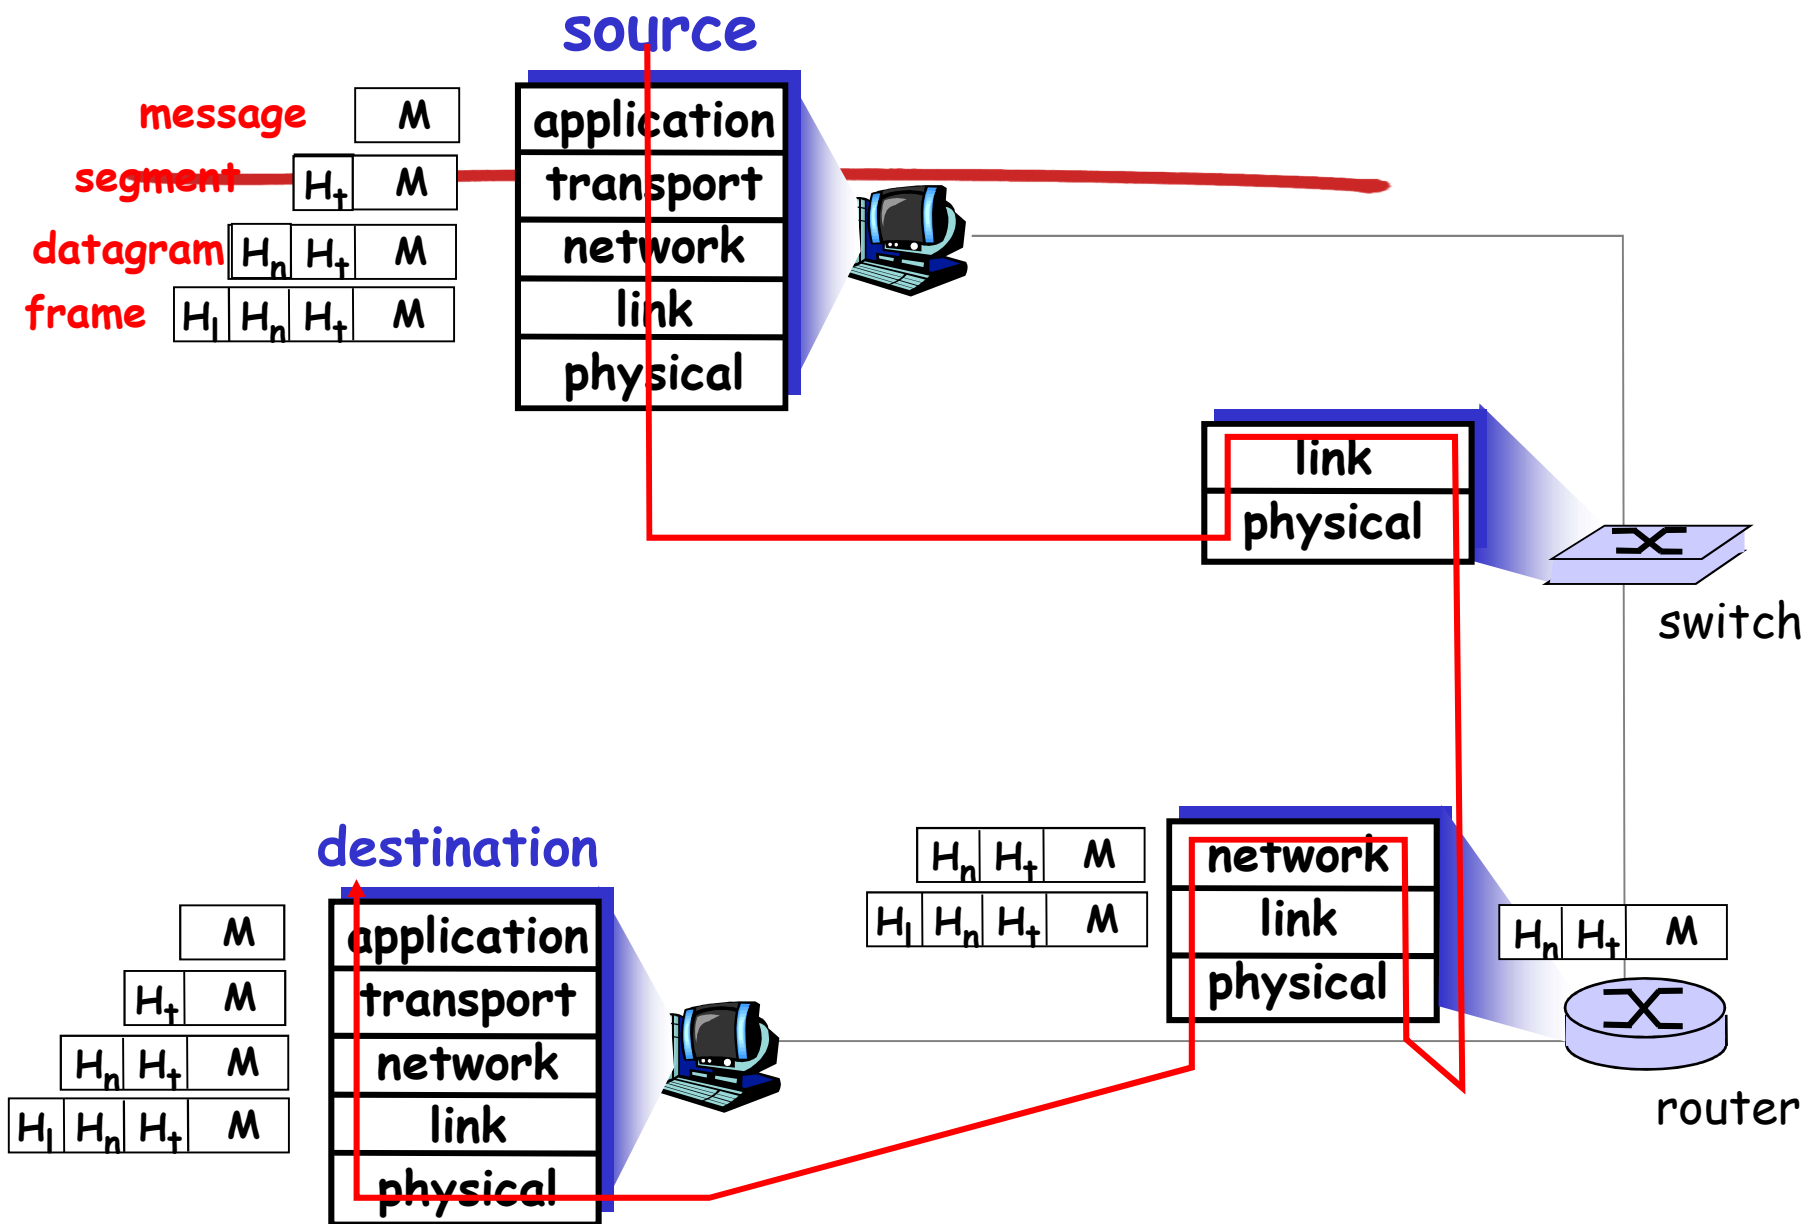 source
message M
application
segment Ht M
transport
datagram Hn Ht M
network
frame Hl Hn Ht M
link
physical
link
physical
switch
destination
M
application
Ht M
transport
Hn Ht M
network
Hl Hn Ht M
link
physical
Hn Ht M
network
Hl Hn Ht M
link
physical
Hn Ht M
router